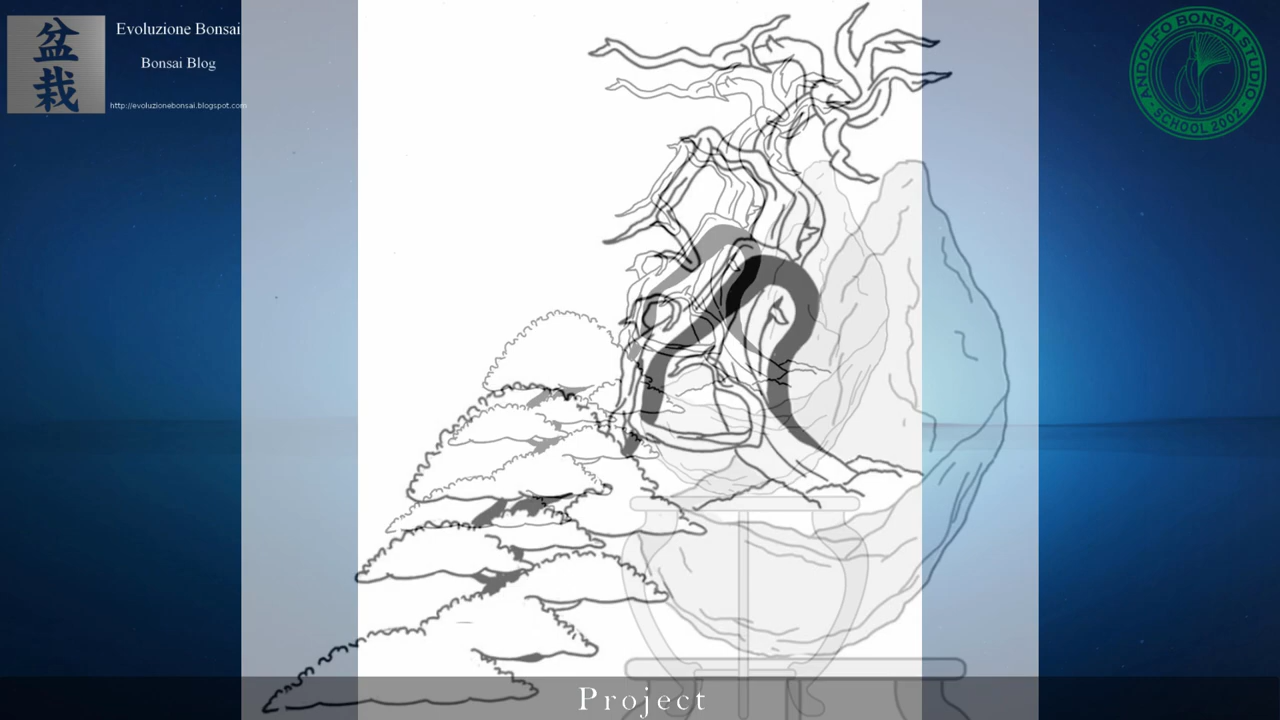 盆
栽
Evoluzione Bonsai
Bonsai Blog
http://evoluzionebonsai.blogspot.com
ANDOLFO BONSAI STUDIO
SCHOOL 2002
Project